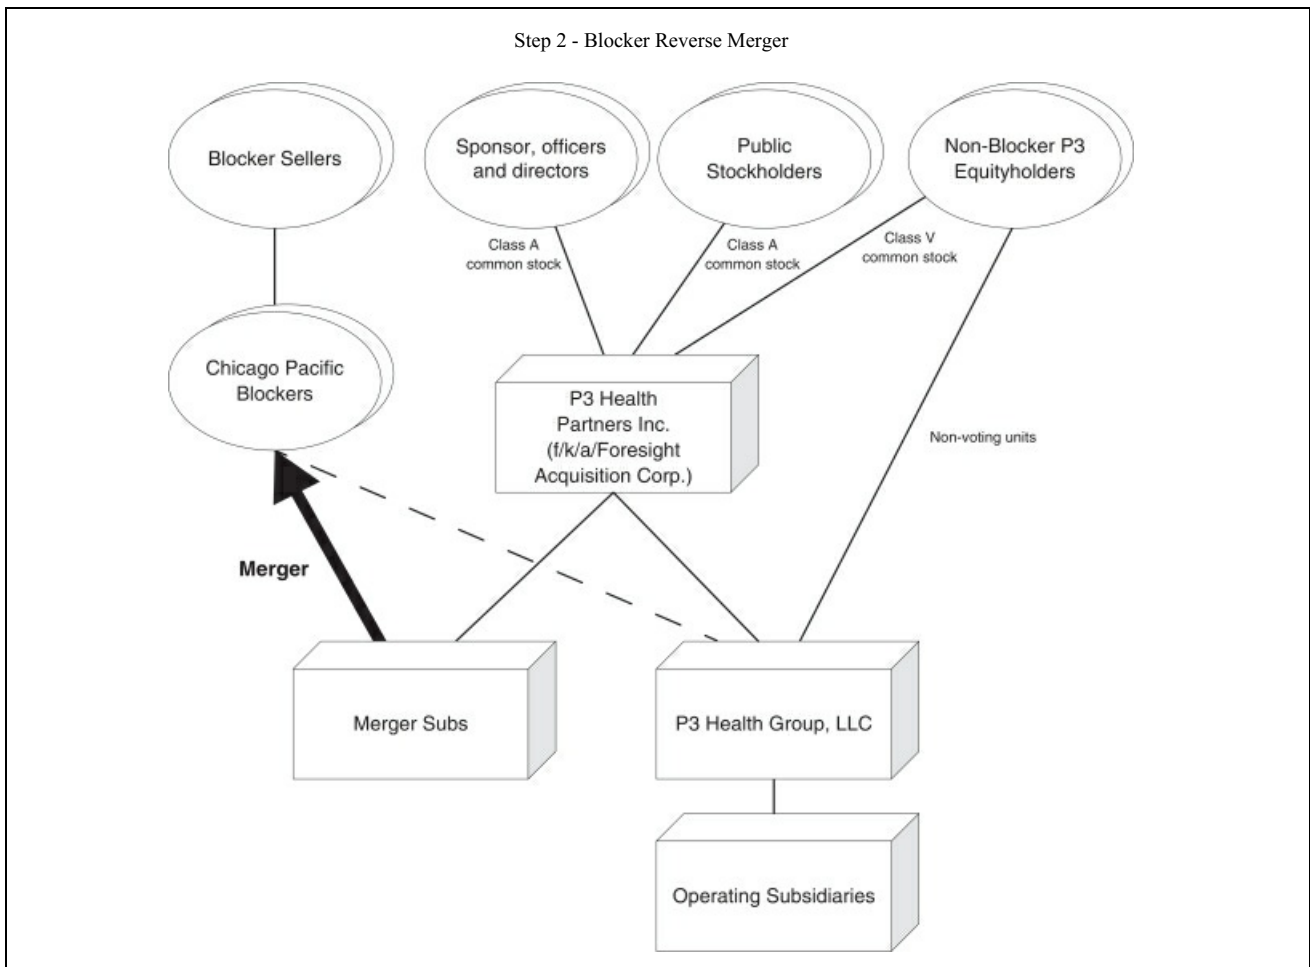 Step 2 - Blocker Reverse Merger
Blocker Sellers
Sponsor, officers
and directors
Public
Stockholders
Non-Blocker P3
Equityholders
Class A
common stock
Class A
common stock
Class V
common stock
Chicago Pacific
Blockers
P3 Health
Partners Inc.
(f/k/a/Foresight
Acquisition Corp.)
Non-voting units
Merger
Merger Subs
P3 Health Group, LLC
Operating Subsidiaries